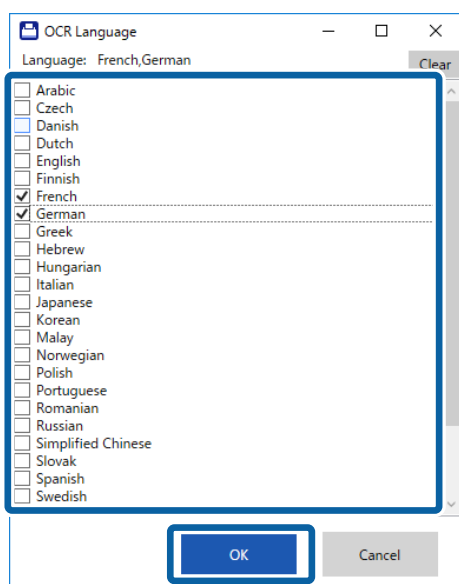 OCR Language
Language: French,German
Clear
Arabic
Czech
Danish
Dutch
English
Finnish
French
German
Greek
Hebrew
Hungarian
Italian
Japanese
Korean
Malay
Norwegian
Polish
Portuguese
Romanian
Russian
Simplified Chinese
Slovak
Spanish
Swedish
OK Cancel